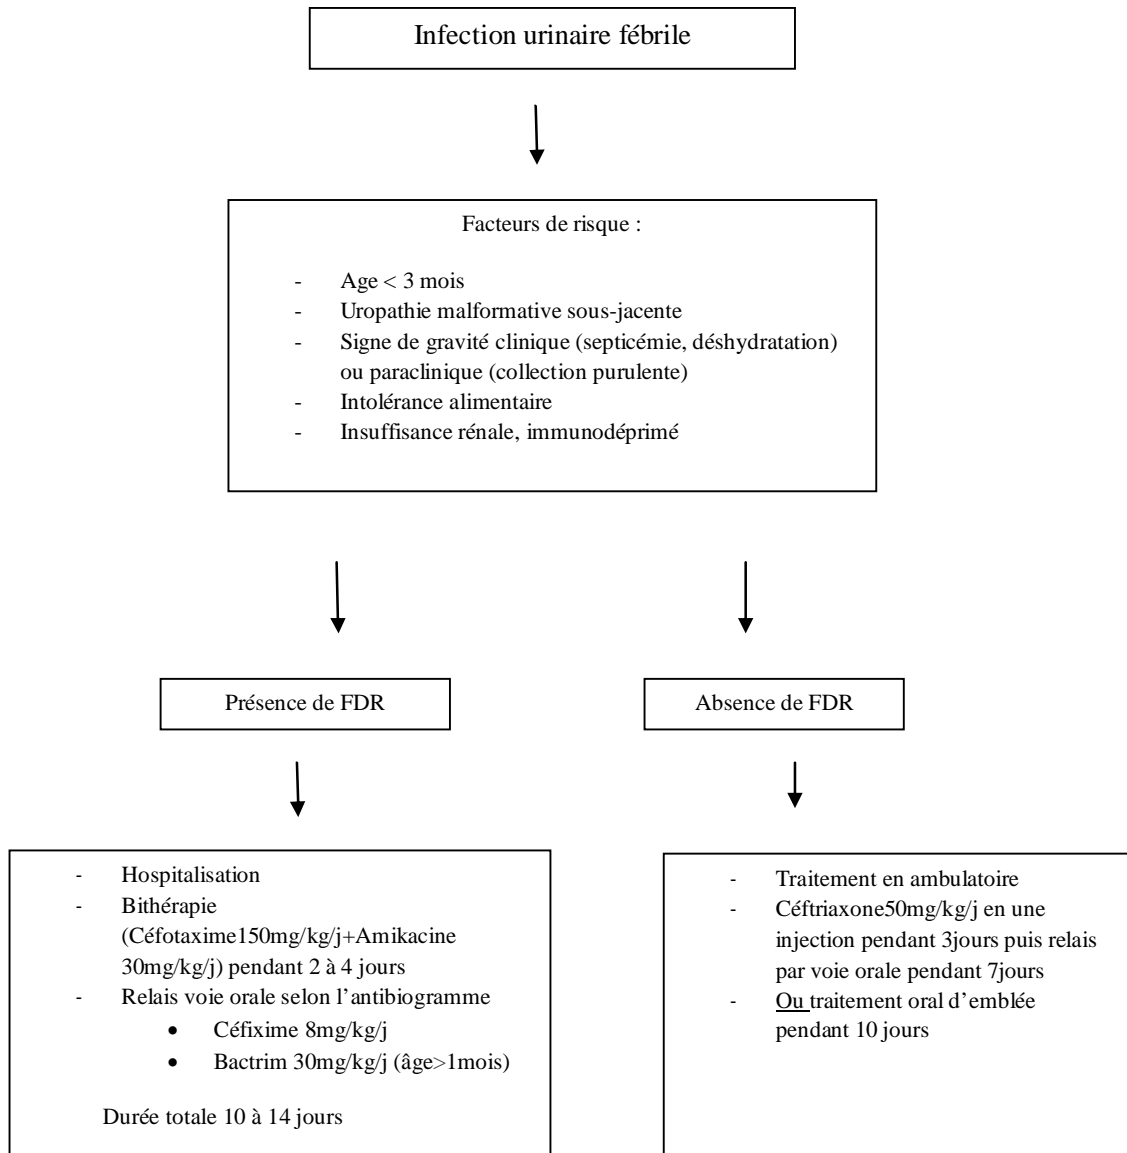 Infection urinaire fébrile
Facteurs de risque :
- Age < 3 mois
- Uropathie malformative sous-jacente
- Signe de gravité clinique (septicémie, déshydratation)
ou paraclinique (collection purulente)
- Intolérance alimentaire
- Insuffisance rénale, immunodéprimé
Présence de FDR
Absence de FDR
- Hospitalisation
- Bithérapie
(Céfotaxime150mg/kg/j+Amikacine
30mg/kg/j) pendant 2 à 4 jours
- Relais voie orale selon l’antibiogramme
• Céfixime 8mg/kg/j
• Bactrim 30mg/kg/j (âge>1mois)
Durée totale 10 à 14 jours
- Traitement en ambulatoire
- Céftriaxone50mg/kg/j en une
injection pendant 3jours puis relais
par voie orale pendant 7jours
- Ou traitement oral d’emblée
pendant 10 jours